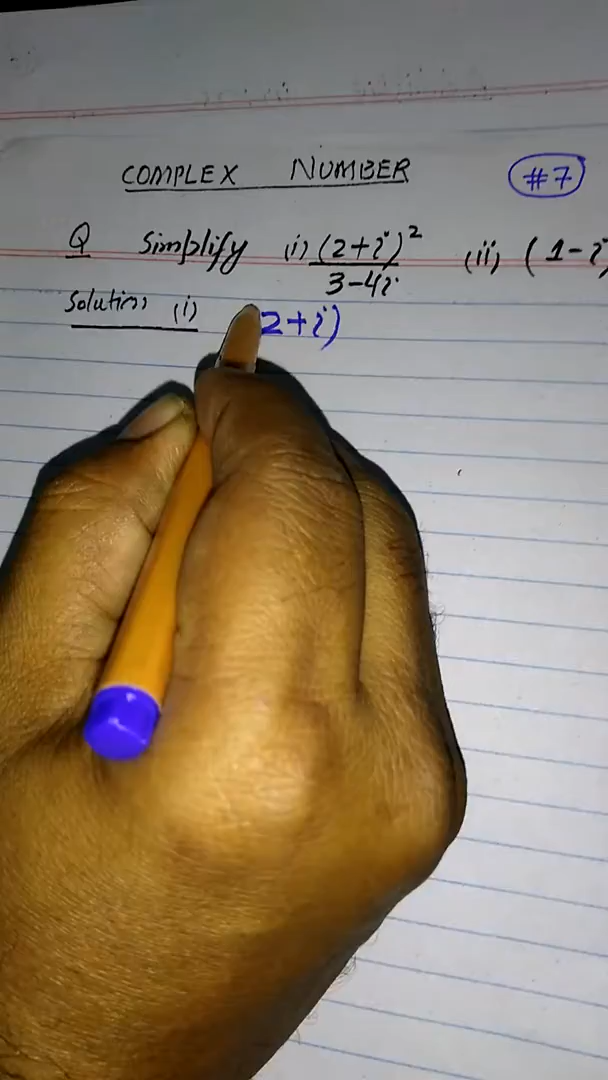 COMPLEX NUMBER #7
Q Simplify (i) (2+i)² / 3-4i (ii) (1-i
Solution (i) (2+i)